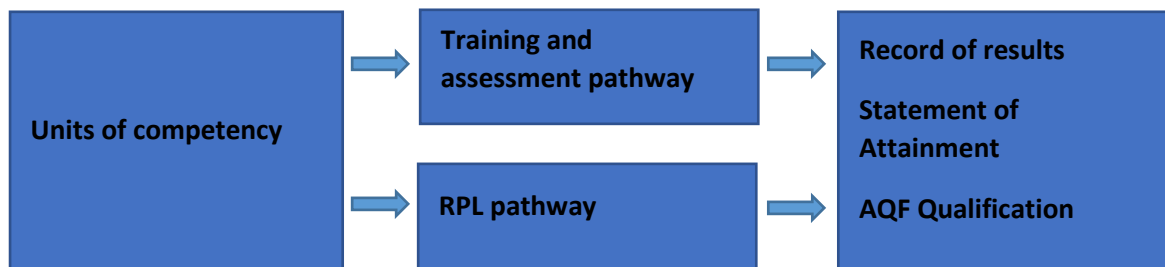 Units of competency
Training and
assessment pathway
RPL pathway
Record of results
Statement of
Attainment
AQF Qualification